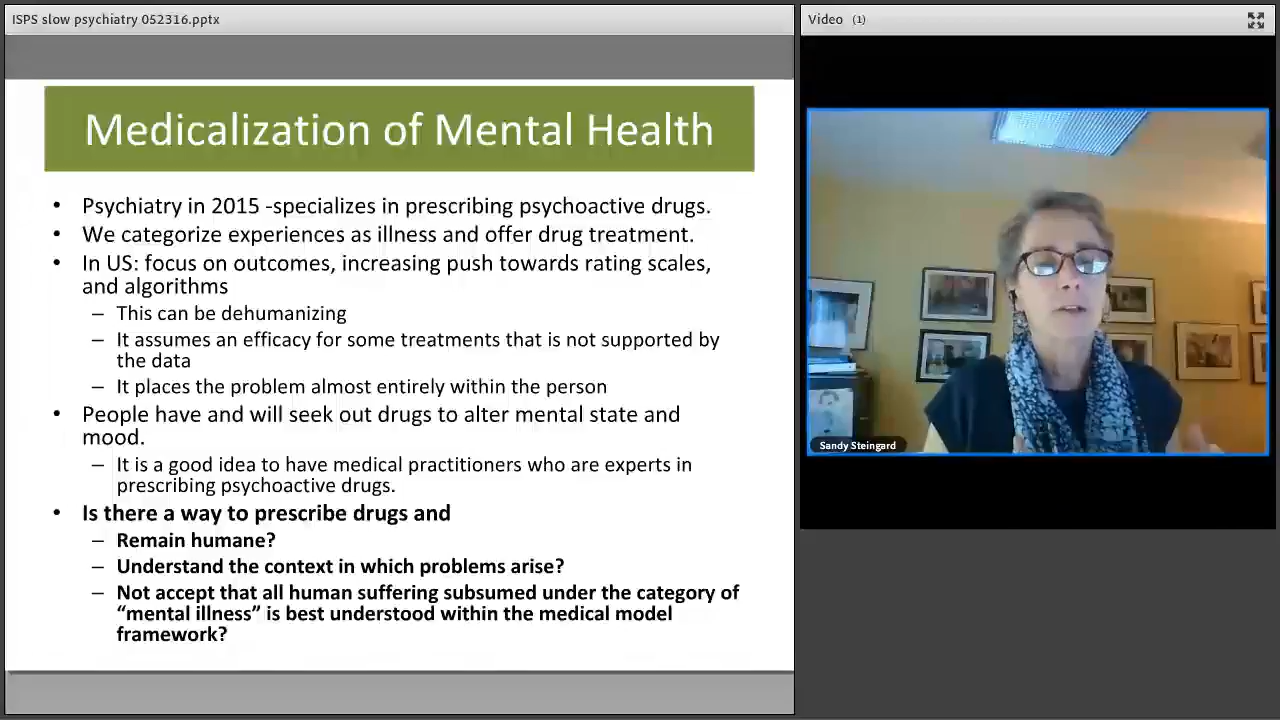 ISPS slow psychiatry 052316.pptx
Medicalization of Mental Health
• Psychiatry in 2015 -specializes in prescribing psychoactive drugs.
• We categorize experiences as illness and offer drug treatment.
• In US: focus on outcomes, increasing push towards rating scales,
and algorithms
– This can be dehumanizing
– It assumes an efficacy for some treatments that is not supported by
the data
– It places the problem almost entirely within the person
• People have and will seek out drugs to alter mental state and
mood.
– It is a good idea to have medical practitioners who are experts in
prescribing psychoactive drugs.
• Is there a way to prescribe drugs and
– Remain humane?
– Understand the context in which problems arise?
– Not accept that all human suffering subsumed under the category of
“mental illness” is best understood within the medical model
framework?
Video (1)
Sandy Steingard